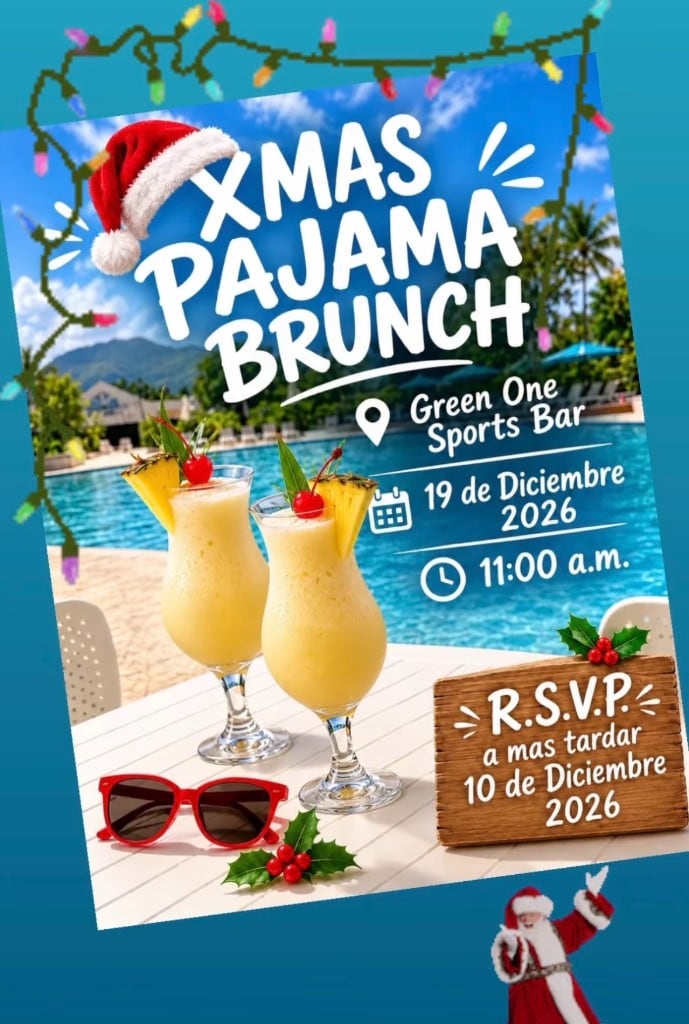 XMAS
PAJAMA
BRUNCH
Green One
Sports Bar
19 de Diciembre
2026
11:00 a.m.
R.S.V.P.
a mas tardar
10 de Diciembre
2026